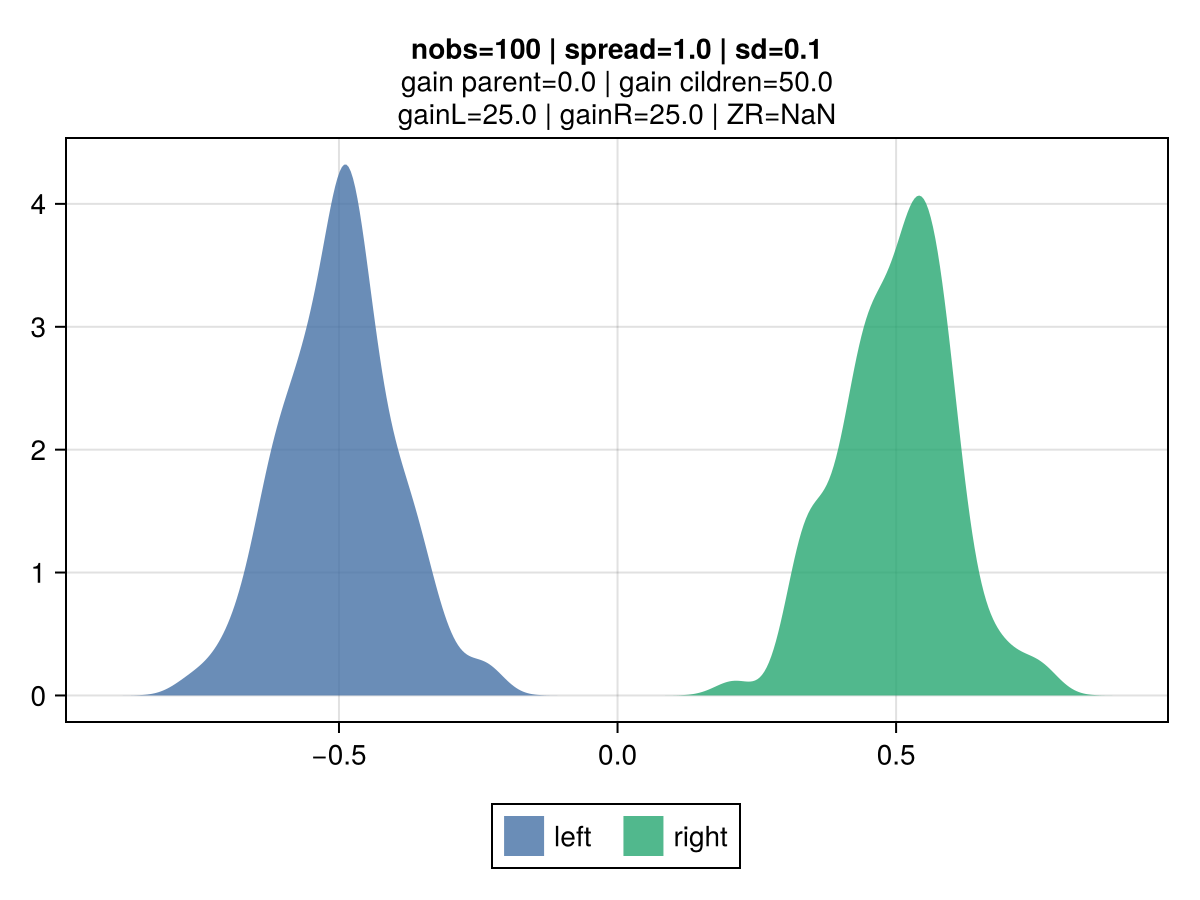 nobs=100 | spread=1.0 | sd=0.1
gain parent=0.0 | gain cildren=50.0
gainL=25.0 | gainR=25.0 | ZR=NaN
4
3
2
1
0
−0.5 0.0 0.5
left right